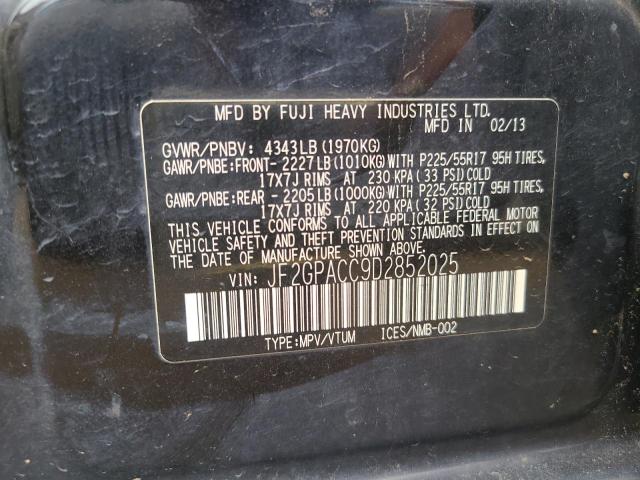 MFD BY FUJI HEAVY INDUSTRIES LTD.
MFD IN 02/13
GVWR/PNBV: 4343LB(1970KG)
GAWR/PNBE:FRONT- 2227LB(1010KG)WITH P225/55R17 95H TIRES,
17X7J RIMS AT 230 KPA(33 PSI)COLD
GAWR/PNBE:REAR - 2205LB(1000KG)WITH P225/55R17 95H TIRES,
17X7J RIMS AT 220 KPA(32 PSI)COLD
THIS VEHICLE CONFORMS TO ALL APPLICABLE FEDERAL MOTOR
VEHICLE SAFETY AND THEFT PREVENTION STANDARDS IN EFFECT ON
THE DATE OF MANUFACTURE SHOWN ABOVE.
VIN: JF2GPACC9D2852025
TYPE:MPV/VTUM ICES/NMB-002